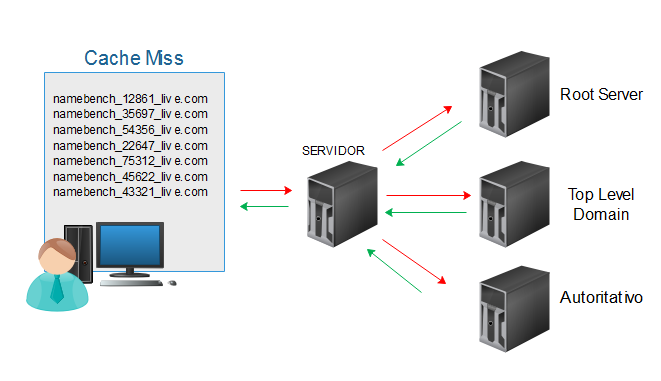 Cache Miss
namebench_12861_live.com
namebench_35697_live.com
namebench_54356_live.com
namebench_22647_live.com
namebench_75312_live.com
namebench_45622_live.com
namebench_43321_live.com
SERVIDOR
Root Server
Top Level
Domain
Autoritativo